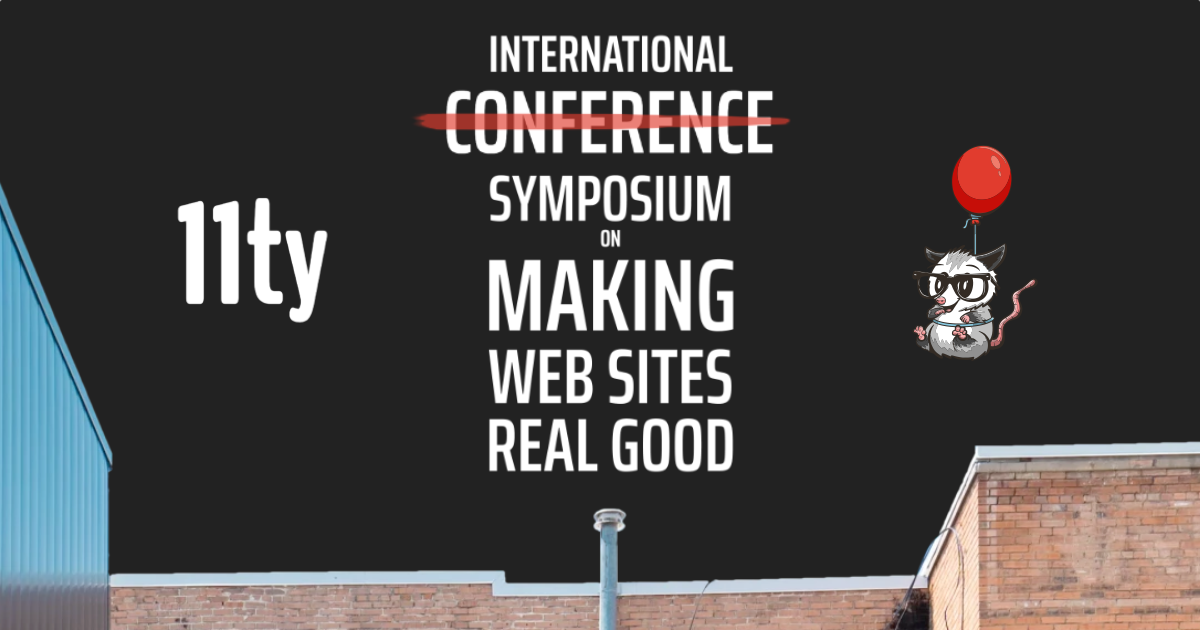 11ty
INTERNATIONAL
CONFERENCE
SYMPOSIUM
ON
MAKING
WEB SITES
REAL GOOD